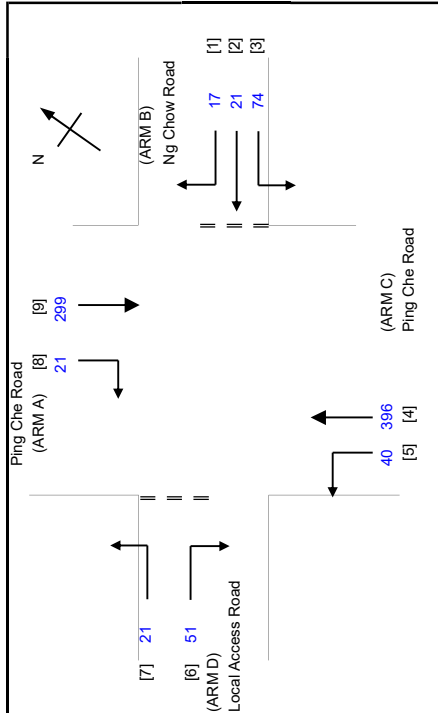 [1]
[2]
[3]
17
21
74
(ARM B)
Ng Chow Road
N
[9]
299
[8]
21
Ping Che Road
(ARM A)
(ARM C)
Ping Che Road
396
[4]
40
[5]
21
[7]
51
[6]
(ARM D)
Local Access Road